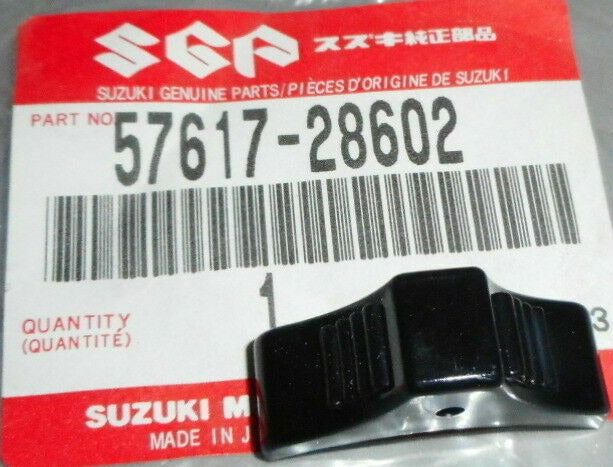 SGP スズキ純正部品
SUZUKI GENUINE PARTS/PIÈCES D'ORIGINE DE SUZUKI
PART NO. 57617-28602
1
QUANTITY
(QUANTITÉ)
3
SUZUKI M
MADE IN J